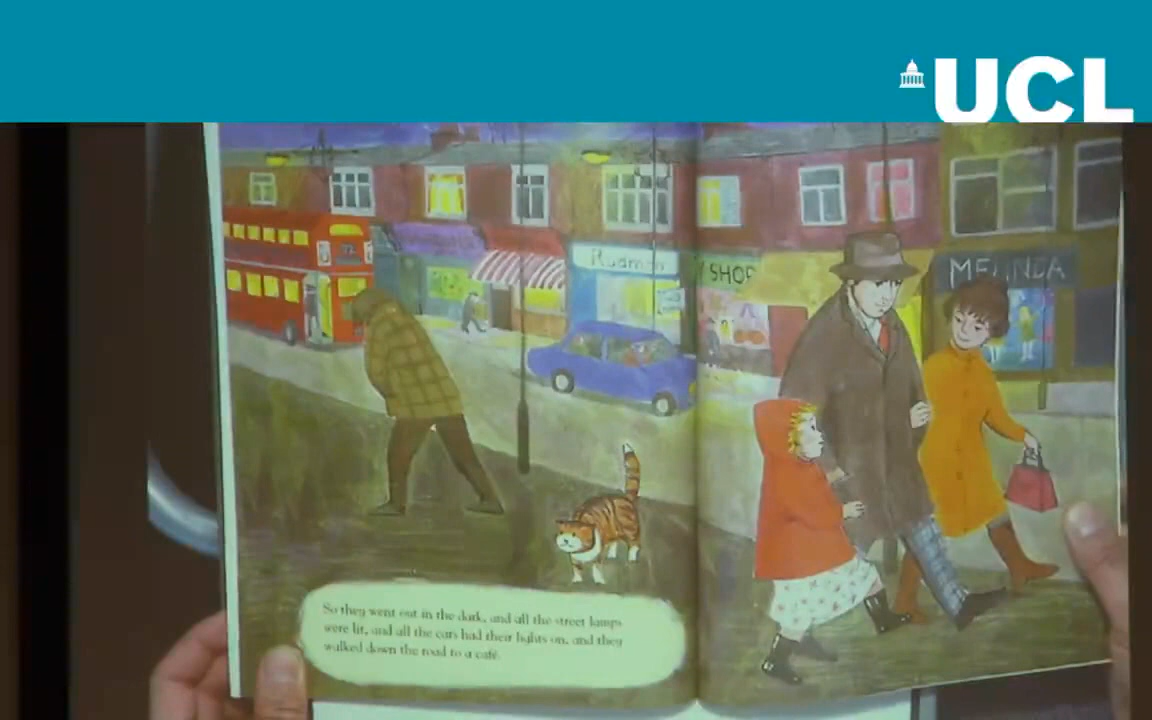 UCL
SHOP
MELINDA
So they went out in the dark, and all the street lamps
were lit, and all the cars had their lights on, and they
walked down the road to a café.